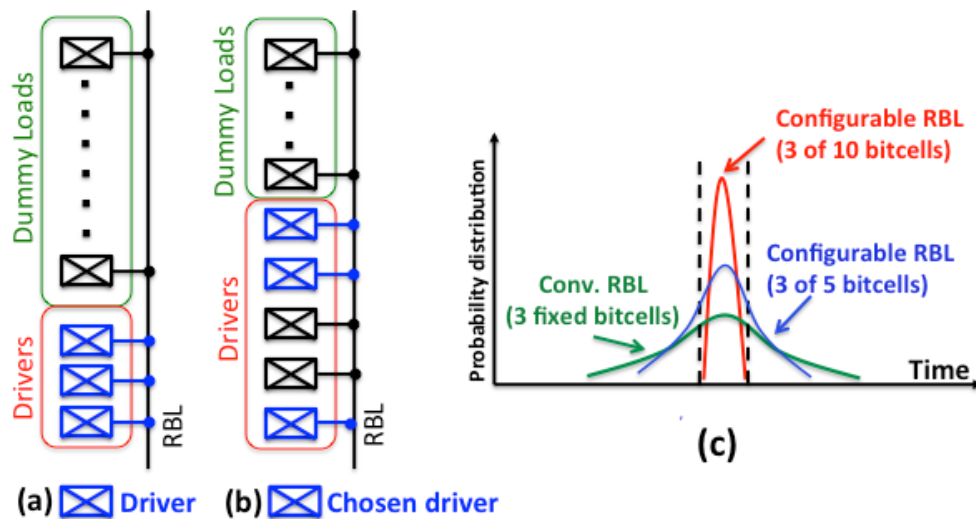 Dummy Loads
Drivers
RBL
(a)
Driver
Dummy Loads
Drivers
RBL
(b)
Chosen driver
Probability distribution
Configurable RBL
(3 of 10 bitcells)
Configurable RBL
(3 of 5 bitcells)
Conv. RBL
(3 fixed bitcells)
Time
(c)